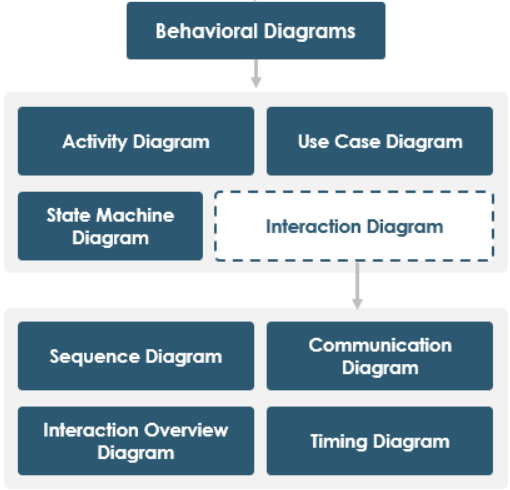 Behavioral Diagrams
Activity Diagram
Use Case Diagram
State Machine
Diagram
Interaction Diagram
Sequence Diagram
Communication
Diagram
Interaction Overview
Diagram
Timing Diagram